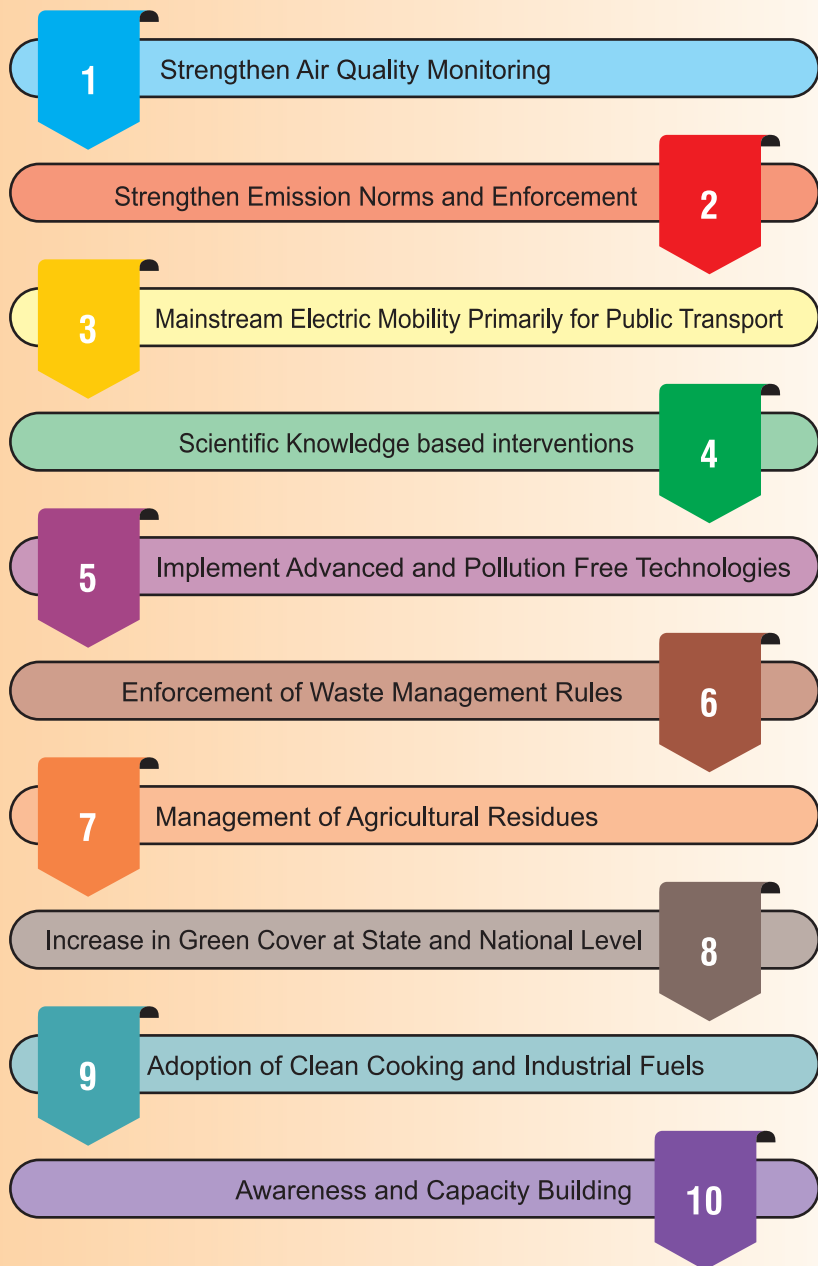 1 Strengthen Air Quality Monitoring
Strengthen Emission Norms and Enforcement 2
3 Mainstream Electric Mobility Primarily for Public Transport
Scientific Knowledge based interventions 4
5 Implement Advanced and Pollution Free Technologies
Enforcement of Waste Management Rules 6
7 Management of Agricultural Residues
Increase in Green Cover at State and National Level 8
9 Adoption of Clean Cooking and Industrial Fuels
Awareness and Capacity Building 10